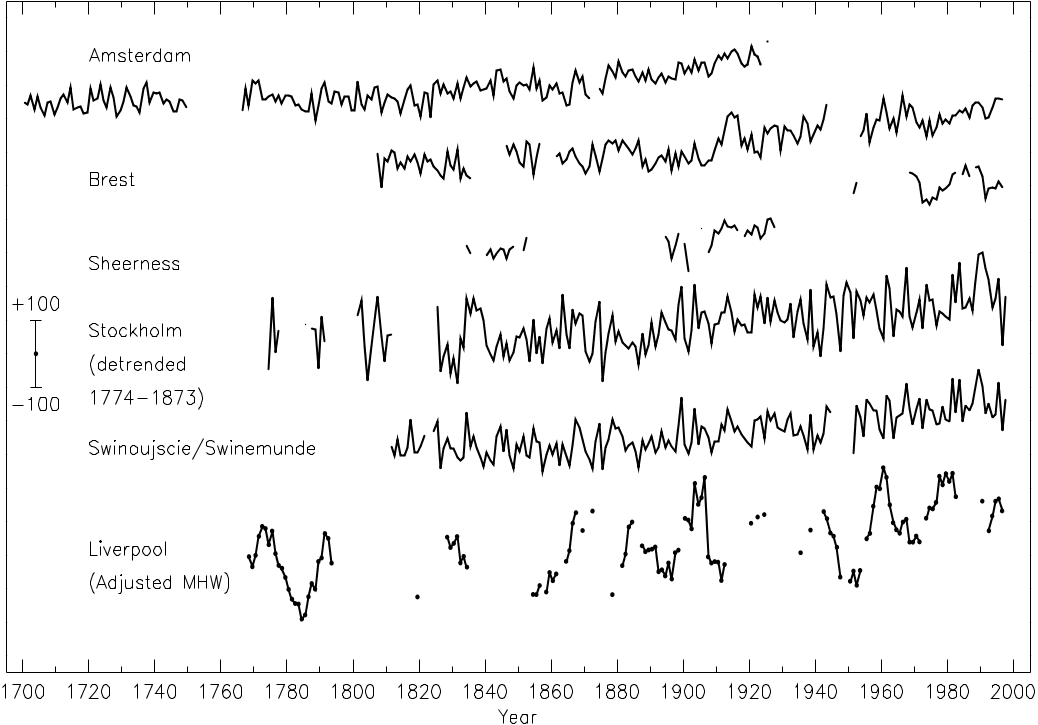 Amsterdam
Brest
Sheerness
+100
Stockholm
(detrended
1774-1873)
-100
Swinoujscie/Swinemunde
Liverpool
(Adjusted MHW)
1700 1720 1740 1760 1780 1800 1820 1840 1860 1880 1900 1920 1940 1960 1980 2000
Year